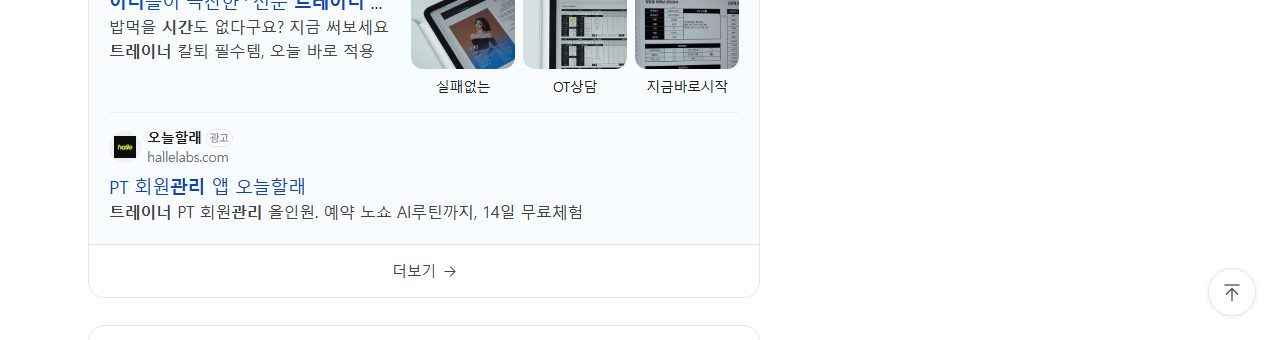 트레이너 ...
밥먹을 시간도 없다구요? 지금 써보세요
트레이너 칼퇴 필수템, 오늘 바로 적용
실패없는
OT상담
지금바로시작
halle
오늘할래 광고
hallelabs.com
PT 회원관리 앱 오늘할래
트레이너 PT 회원관리 올인원. 예약 노쇼 AI루틴까지, 14일 무료체험
더보기 →